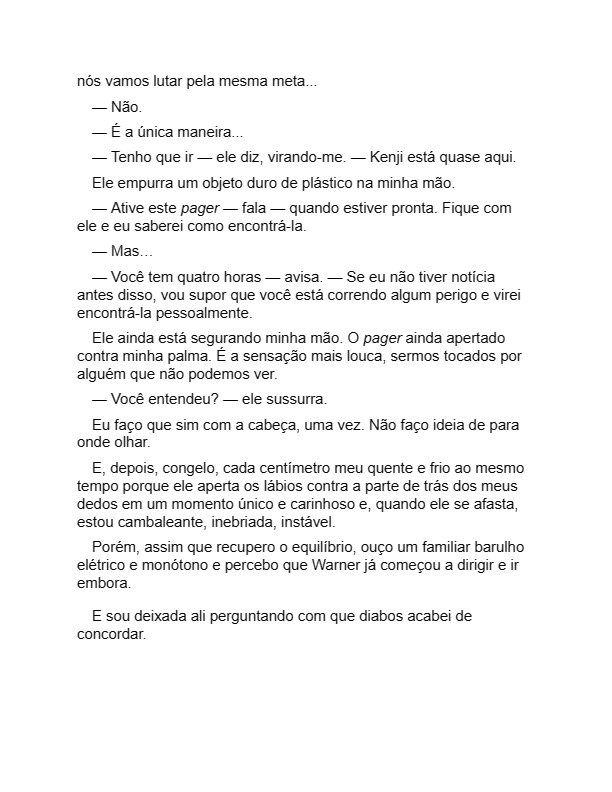 nós vamos lutar pela mesma meta...
— Não.
— É a única maneira...
— Tenho que ir — ele diz, virando-me. — Kenji está quase aqui.
Ele empurra um objeto duro de plástico na minha mão.
— Ative este pager — fala — quando estiver pronta. Fique com
ele e eu saberei como encontrá-la.
— Mas…
— Você tem quatro horas — avisa. — Se eu não tiver notícia
antes disso, vou supor que você está correndo algum perigo e virei
encontrá-la pessoalmente.
Ele ainda está segurando minha mão. O pager ainda apertado
contra minha palma. É a sensação mais louca, sermos tocados por
alguém que não podemos ver.
— Você entendeu? — ele sussurra.
Eu faço que sim com a cabeça, uma vez. Não faço ideia de para
onde olhar.
E, depois, congelo, cada centímetro meu quente e frio ao mesmo
tempo porque ele aperta os lábios contra a parte de trás dos meus
dedos em um momento único e carinhoso e, quando ele se afasta,
estou cambaleante, inebriada, instável.
Porém, assim que recupero o equilíbrio, ouço um familiar barulho
elétrico e monótono e percebo que Warner já começou a dirigir e ir
embora.
E sou deixada ali perguntando com que diabos acabei de
concordar.